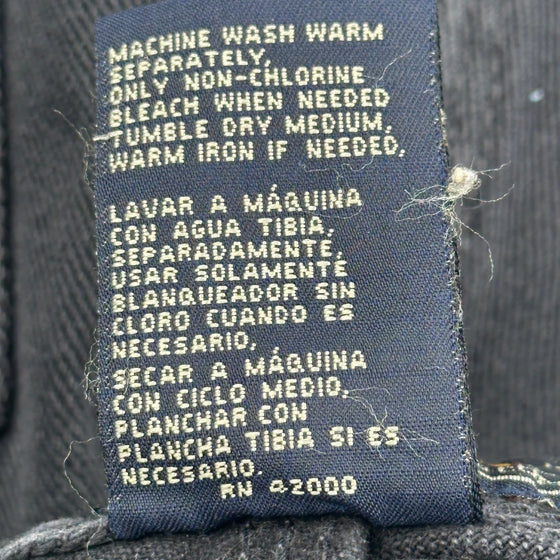 MACHINE WASH WARM
SEPARATELY,
ONLY NON-CHLORINE
BLEACH WHEN NEEDED
TUMBLE DRY MEDIUM,
WARM IRON IF NEEDED,
LAVAR A MÁQUINA
CON AGUA TIBIA,
SEPARADAMENTE,
USAR SOLAMENTE
BLANQUEADOR SIN
CLORO CUANDO ES
NECESARIO,
SECAR A MÁQUINA
CON CICLO MEDIO,
PLANCHAR CON
PLANCHA TIBIA SI ES
NECESARIO.
RN 42000